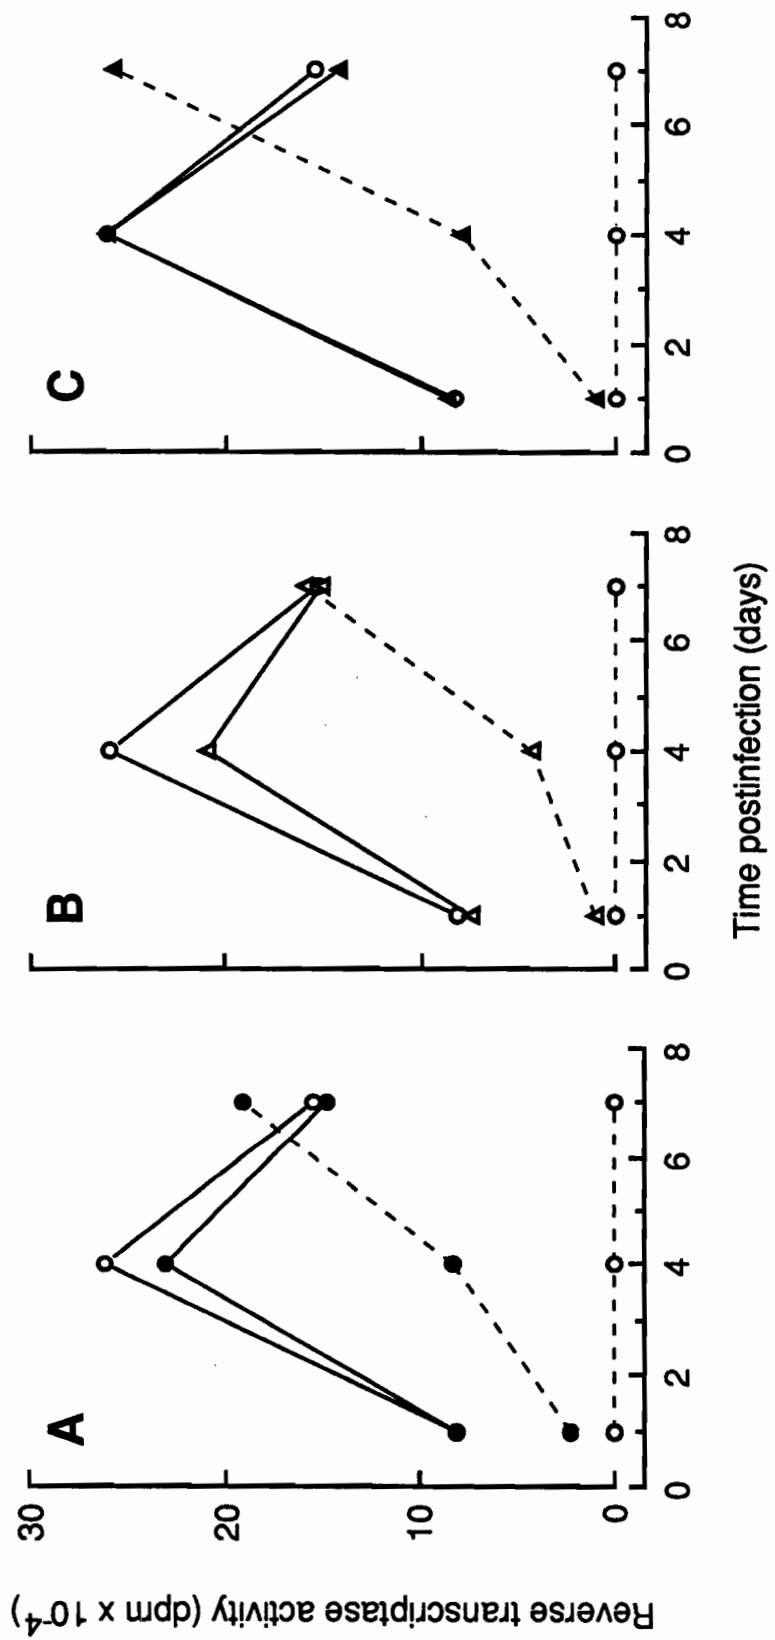 A
B
C
30
20
10
0
Reverse transcriptase activity (dpm x 10⁻⁴)
0 2 4 6 8
0 2 4 6 8
0 2 4 6 8
Time postinfection (days)